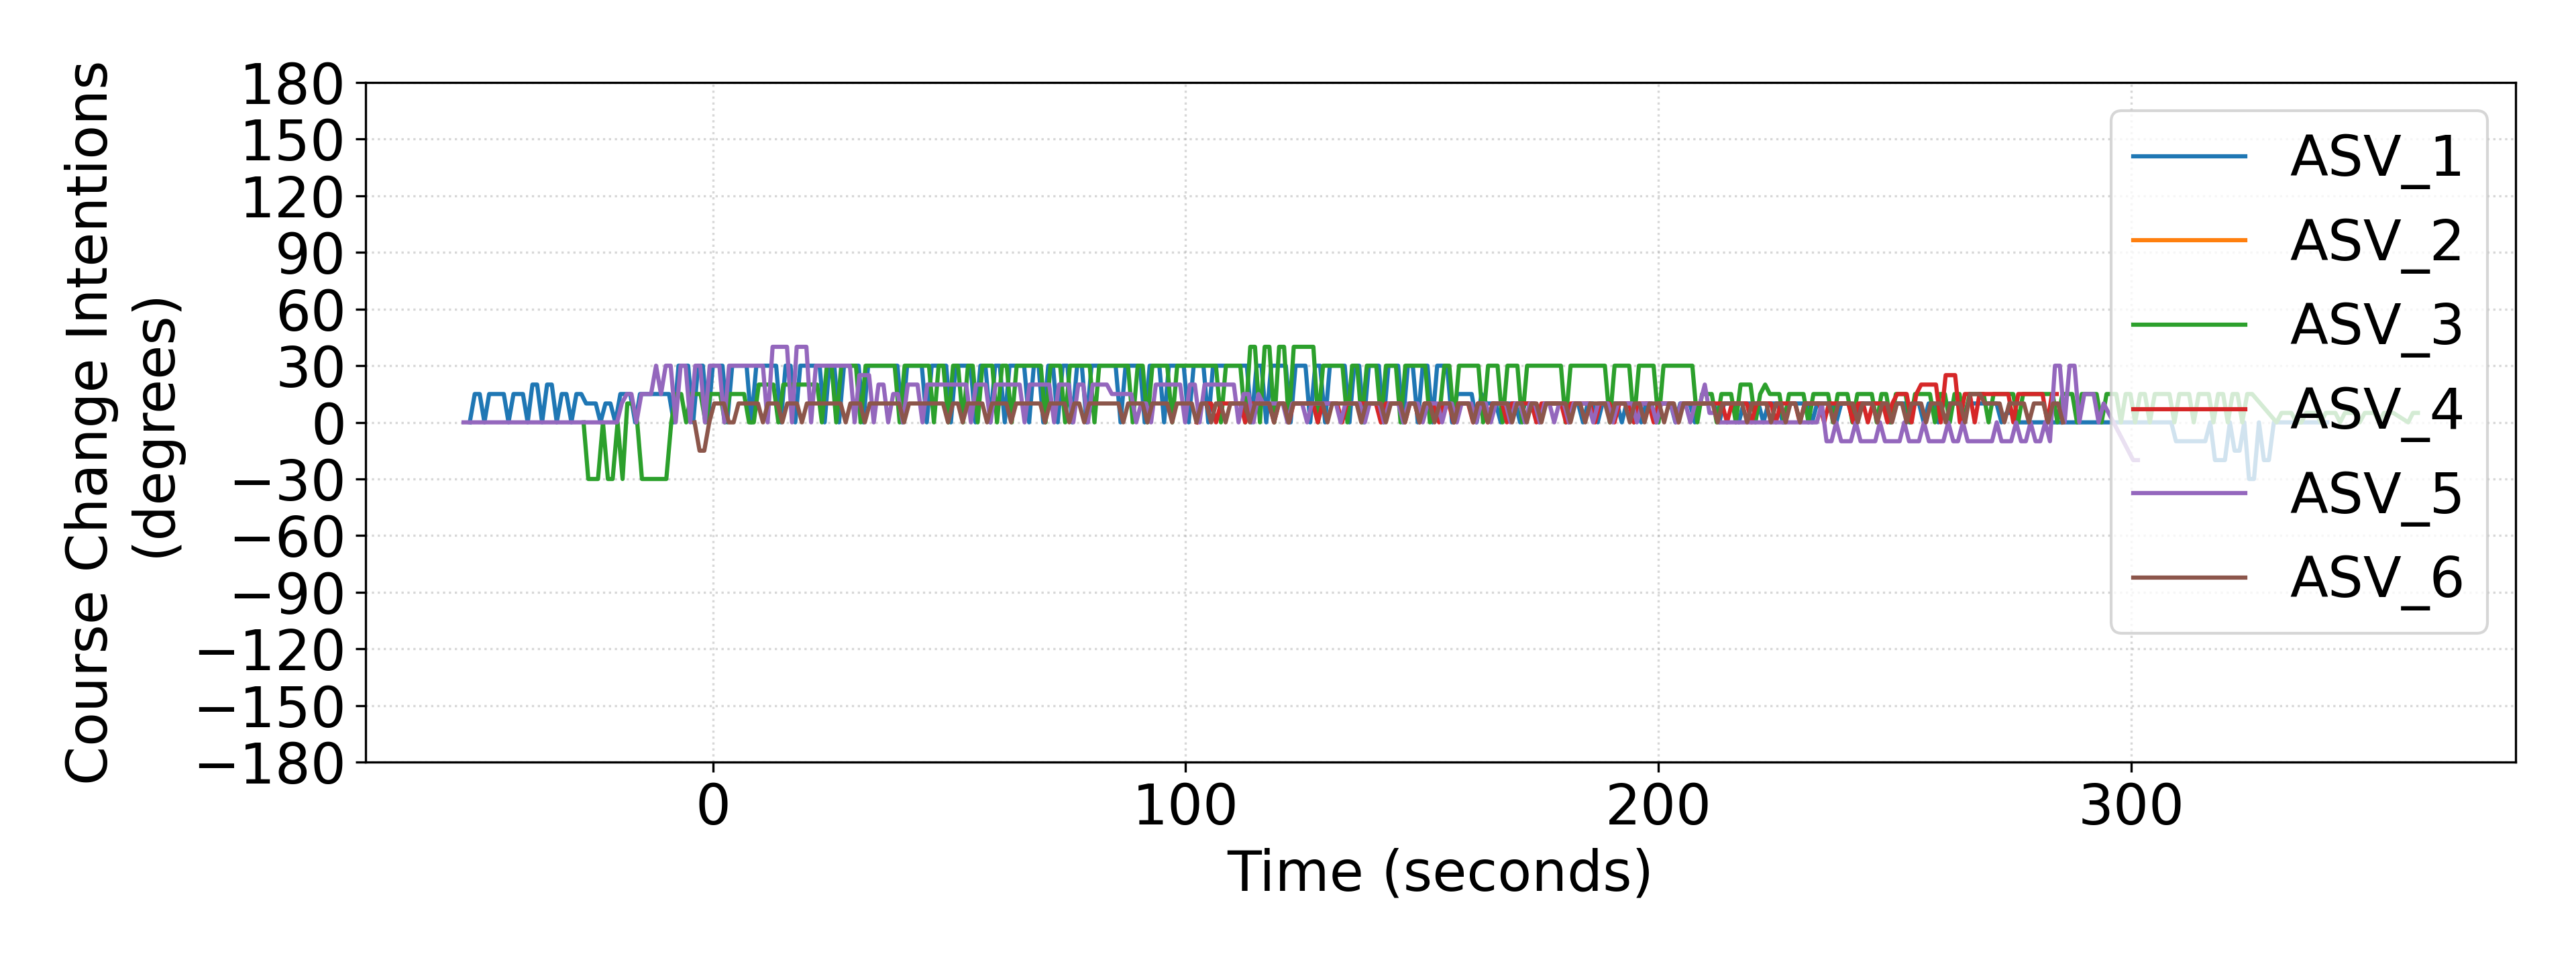 Course Change Intentions
(degrees)
180
150
120
90
60
30
0
−30
−60
−90
−120
−150
−180
0
100
200
300
Time (seconds)
ASV_1
ASV_2
ASV_3
ASV_4
ASV_5
ASV_6